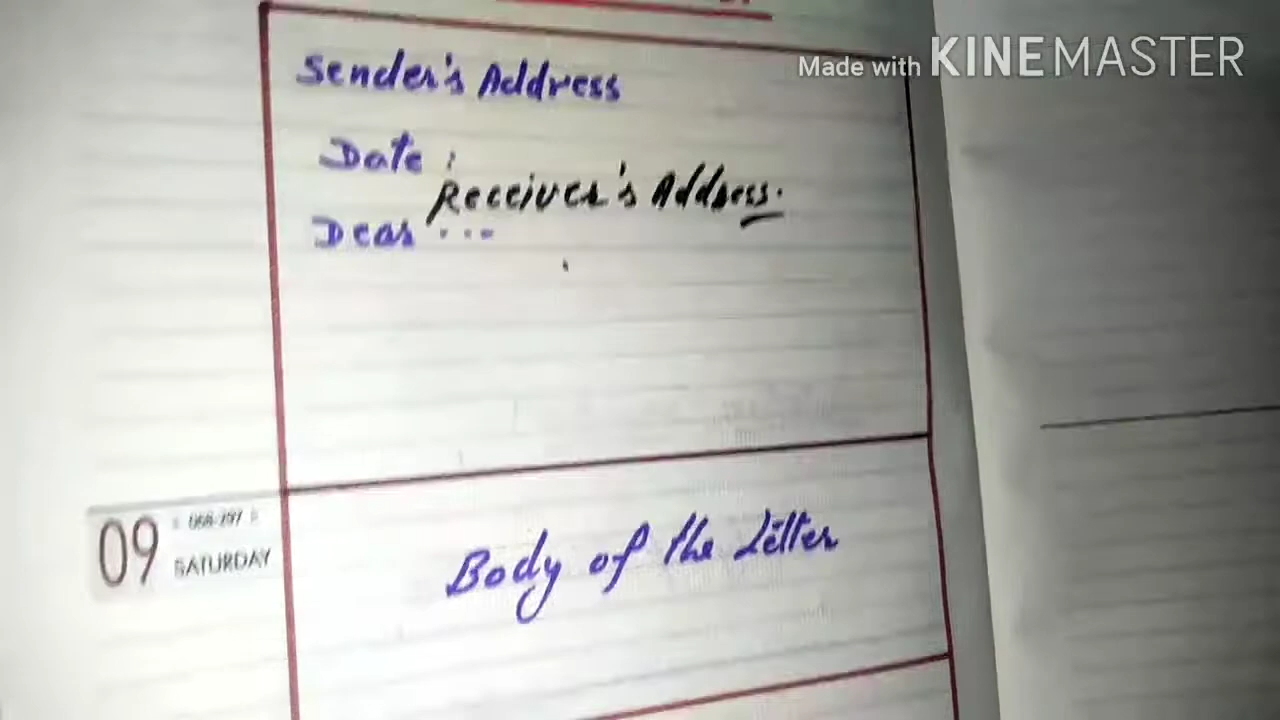 Made with KINEMASTER
Sender's Address
Date :
Receiver's Address.
Dear ...
Body of the Letter
09
SATURDAY